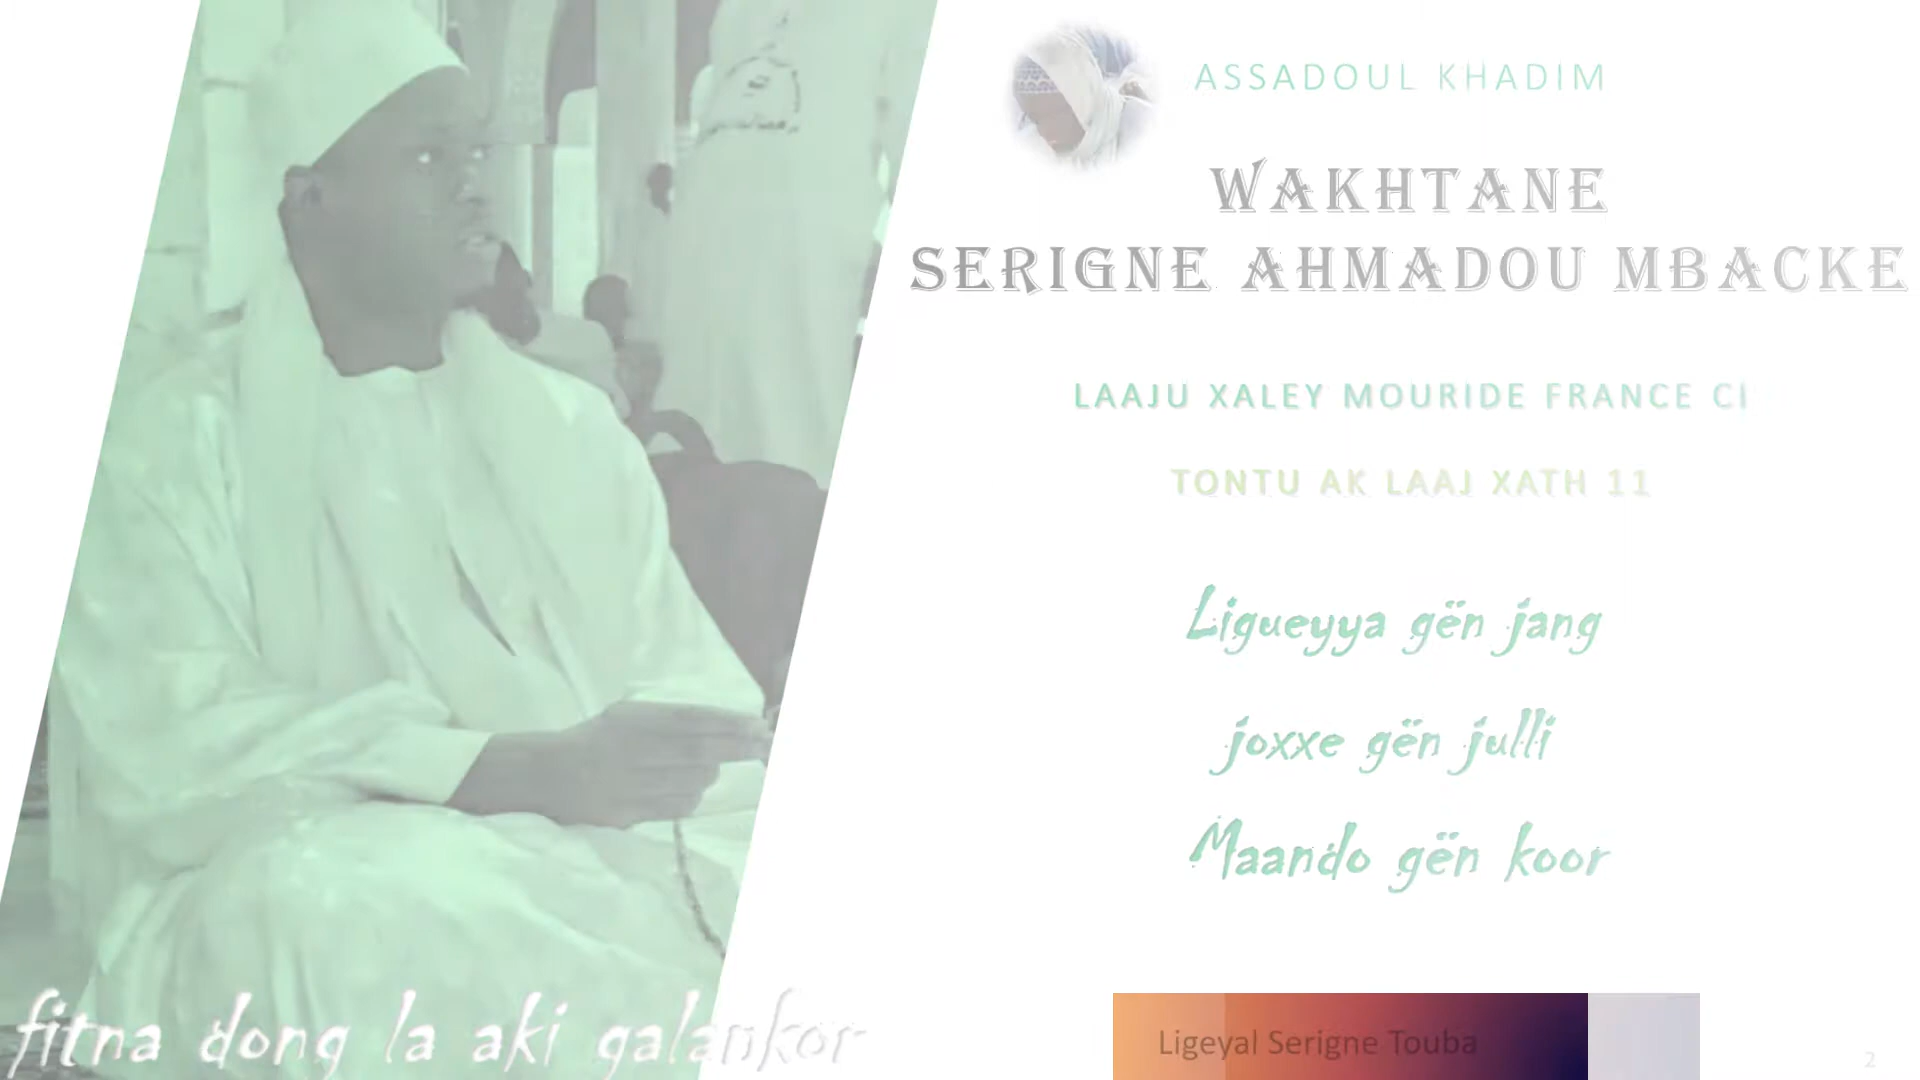 ASSADOUL KHADIM
WAKHTANE
SERIGNE AHMADOU MBACKE
LAAJU XALEY MOURIDE FRANCE CI
TONTU AK LAAJ XATH 11
Ligueyya gën jang
joxxe gën julli
Maando gën koor
fitna dong la aki galankor
Ligeyal Serigne Touba
2